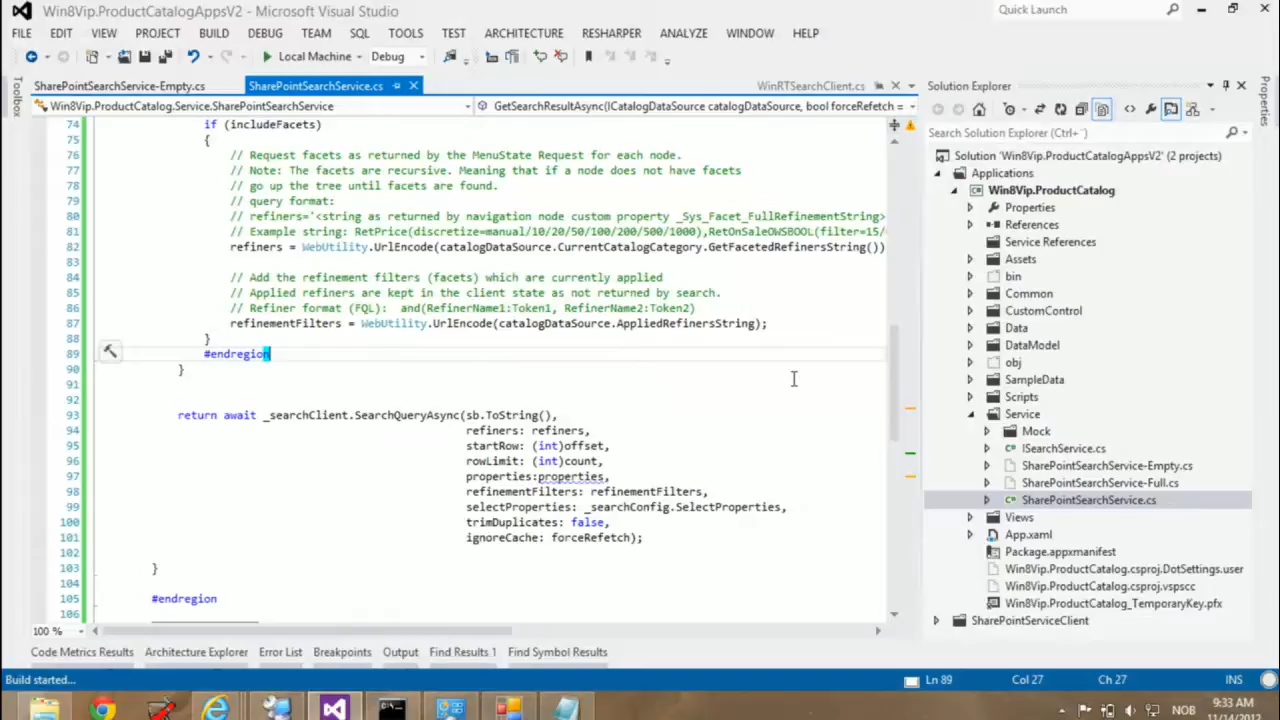 Win8Vip.ProductCatalogAppsV2 - Microsoft Visual Studio
Quick Launch
FILE EDIT VIEW PROJECT BUILD DEBUG TEAM SQL TOOLS TEST ARCHITECTURE RESHARPER ANALYZE WINDOW HELP
Local Machine Debug
Toolbox
SharePointSearchService-Empty.cs SharePointSearchService.cs WinRTSearchClient.cs
Win8Vip.ProductCatalog.Service.SharePointSearchService GetSearchResultAsync(ICatalogDataSource catalogDataSource, bool forceRefetch =
74 if (includeFacets)
75 {
76 // Request facets as returned by the MenuState Request for each node.
77 // Note: The facets are recursive. Meaning that if a node does not have facets
78 // go up the tree until facets are found.
79 // query format:
80 // refiners='<string as returned by navigation node custom property _Sys_Facet_FullRefinementString>
81 // Example string: RetPrice(discretize=manual/10/20/50/100/200/500/1000),RetOnSaleOWSBOOL(filter=15/
82 refiners = WebUtility.UrlEncode(catalogDataSource.CurrentCatalogCategory.GetFacetedRefinersString())
83
84 // Add the refinement filters (facets) which are currently applied
85 // Applied refiners are kept in the client state as not returned by search.
86 // Refiner format (FQL):  and(RefinerName1:Token1, RefinerName2:Token2)
87 refinementFilters = WebUtility.UrlEncode(catalogDataSource.AppliedRefinersString);
88 }
89 #endregion
90 }
91
92
93 return await _searchClient.SearchQueryAsync(sb.ToString(),
94 refiners: refiners,
95 startRow: (int)offset,
96 rowLimit: (int)count,
97 properties:properties,
98 refinementFilters: refinementFilters,
99 selectProperties: _searchConfig.SelectProperties,
100 trimDuplicates: false,
101 ignoreCache: forceRefetch);
102
103 }
104
105 #endregion
106
100 %
Code Metrics Results Architecture Explorer Error List Breakpoints Output Find Results 1 Find Symbol Results
Solution Explorer
Search Solution Explorer (Ctrl+¨)
Solution 'Win8Vip.ProductCatalogAppsV2' (2 projects)
Applications
Win8Vip.ProductCatalog
Properties
References
Service References
Assets
bin
Common
CustomControl
Data
DataModel
obj
SampleData
Scripts
Service
Mock
ISearchService.cs
SharePointSearchService-Empty.cs
SharePointSearchService-Full.cs
SharePointSearchService.cs
Views
App.xaml
Package.appxmanifest
Win8Vip.ProductCatalog.csproj.DotSettings.user
Win8Vip.ProductCatalog.csproj.vspscc
Win8Vip.ProductCatalog_TemporaryKey.pfx
SharePointServiceClient
Properties
Build started... Ln 89 Col 27 Ch 27 INS
NOB 9:33 AM
11/14/2012